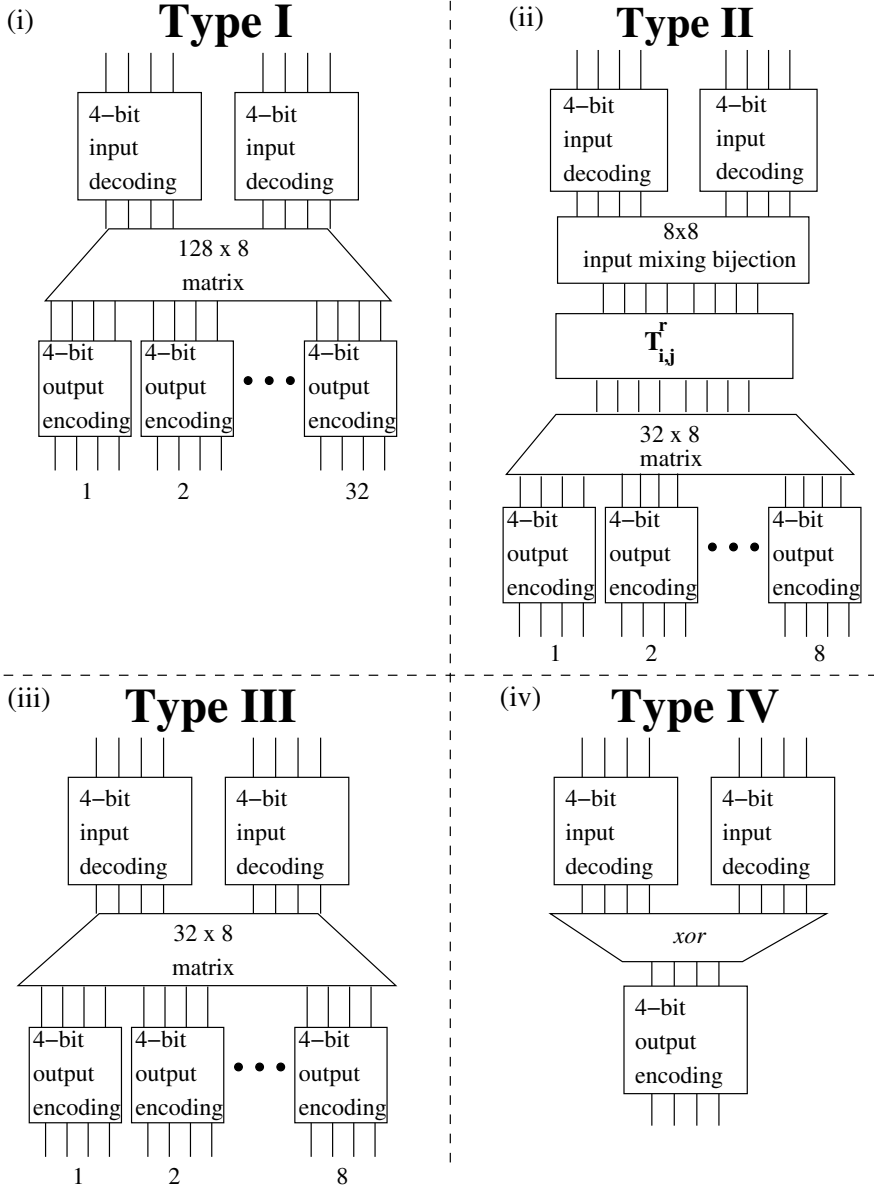 (i)
Type I
4−bit
input
decoding
4−bit
input
decoding
128 x 8
matrix
4−bit
output
encoding
4−bit
output
encoding
4−bit
output
encoding
1
2
32
(ii)
Type II
4−bit
input
decoding
4−bit
input
decoding
8x8
input mixing bijection
T r i,j
32 x 8
matrix
4−bit
output
encoding
4−bit
output
encoding
4−bit
output
encoding
1
2
8
(iii)
Type III
4−bit
input
decoding
4−bit
input
decoding
32 x 8
matrix
4−bit
output
encoding
4−bit
output
encoding
4−bit
output
encoding
1
2
8
(iv)
Type IV
4−bit
input
decoding
4−bit
input
decoding
xor
4−bit
output
encoding